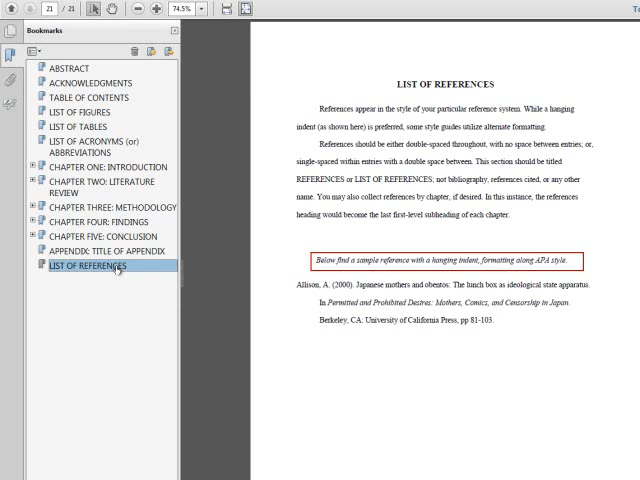 21 / 21 74.5%
Bookmarks
ABSTRACT
ACKNOWLEDGMENTS
TABLE OF CONTENTS
LIST OF FIGURES
LIST OF TABLES
LIST OF ACRONYMS (or)
ABBREVIATIONS
CHAPTER ONE: INTRODUCTION
CHAPTER TWO: LITERATURE
REVIEW
CHAPTER THREE: METHODOLOGY
CHAPTER FOUR: FINDINGS
CHAPTER FIVE: CONCLUSION
APPENDIX: TITLE OF APPENDIX
LIST OF REFERENCES
LIST OF REFERENCES
References appear in the style of your particular reference system. While a hanging
indent (as shown here) is preferred, some style guides utilize alternate formatting.
References should be either double-spaced throughout, with no space between entries; or,
single-spaced within entries with a double space between. This section should be titled
REFERENCES or LIST OF REFERENCES; not bibliography, references cited, or any other
name. You may also collect references by chapter, if desired. In this instance, the references
heading would become the last first-level subheading of each chapter.
Below find a sample reference with a hanging indent, formatting along APA style.
Allison, A. (2000). Japanese mothers and obentos: The lunch box as ideological state apparatus.
In Permitted and Prohibited Desires: Mothers, Comics, and Censorship in Japan.
Berkeley, CA: University of California Press, pp 81-103.